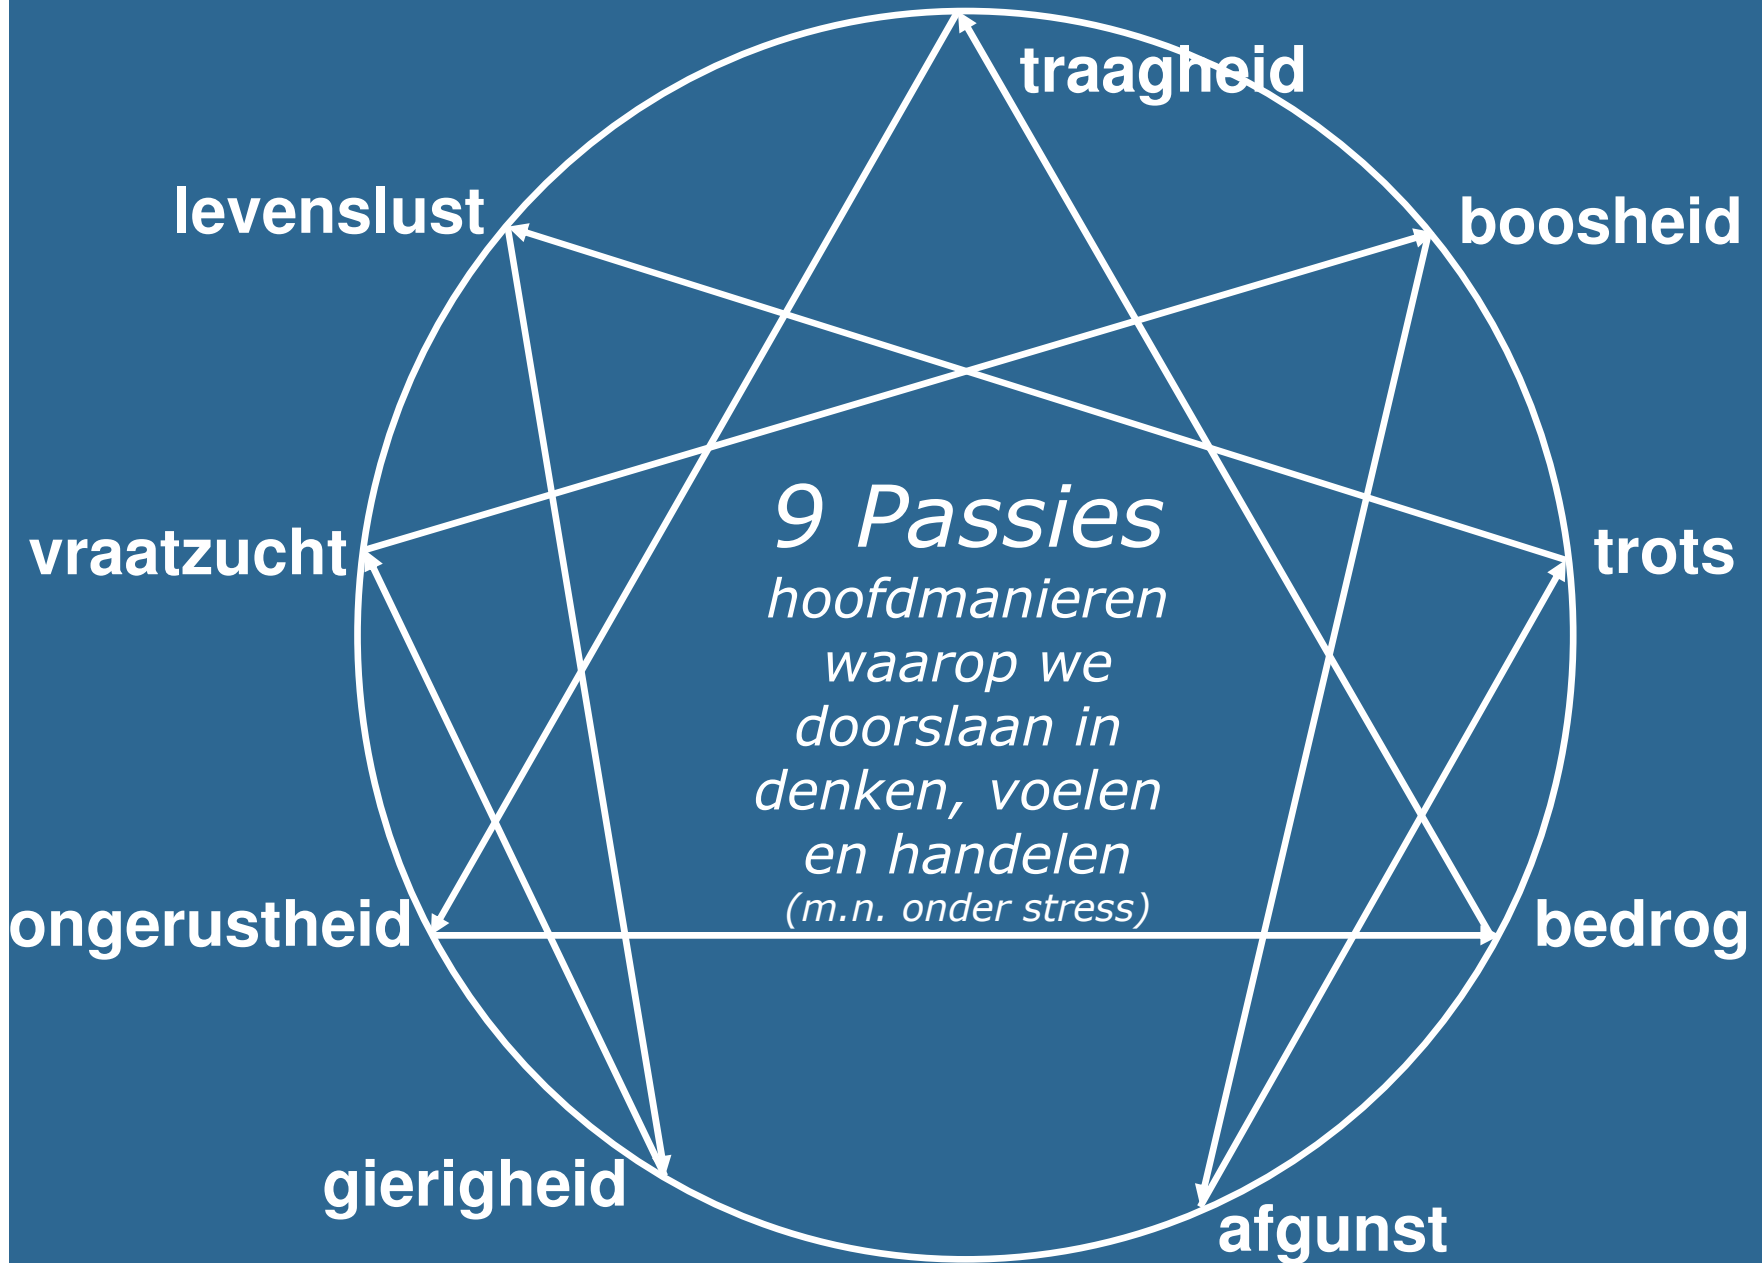 traagheid
levenslust
boosheid
9 Passies
vraatzucht
trots
hoofdmanieren
waarop we
doorslaan in
denken, voelen
en handelen
(m.n. onder stress)
ongerustheid
bedrog
gierigheid
afgunst